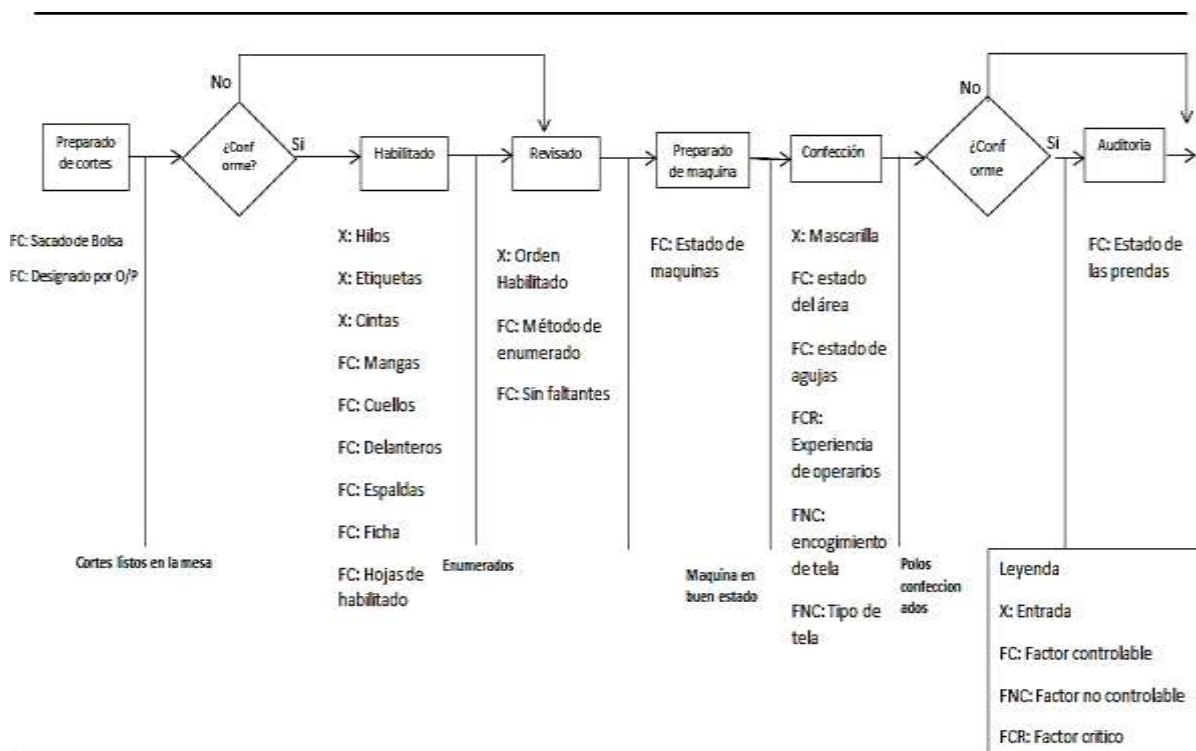 No
No
Preparado
de cortes
¿Conf
orme?
Si
Habilitado
Revisado
Preparado
de maquina
Confección
¿Conf
orme
Si
Auditoria
FC: Sacado de Bolsa
FC: Designado por O/P
X: Hilos
X: Etiquetas
X: Cintas
FC: Mangas
FC: Cuellos
FC: Delanteros
FC: Espaldas
FC: Ficha
FC: Hojas de
habilitado
X: Orden
Habilitado
FC: Método de
enumerado
FC: Sin faltantes
FC: Estado de
maquinas
X: Mascarilla
FC: estado
del área
FC: estado de
agujas
FCR:
Experiencia
de operarios
FNC:
encogimiento
de tela
FNC: Tipo de
tela
FC: Estado de
las prendas
Cortes listos en la mesa
Enumerados
Maquina en
buen estado
Polos
confeccion
ados
Leyenda
X: Entrada
FC: Factor controlable
FNC: Factor no controlable
FCR: Factor critico